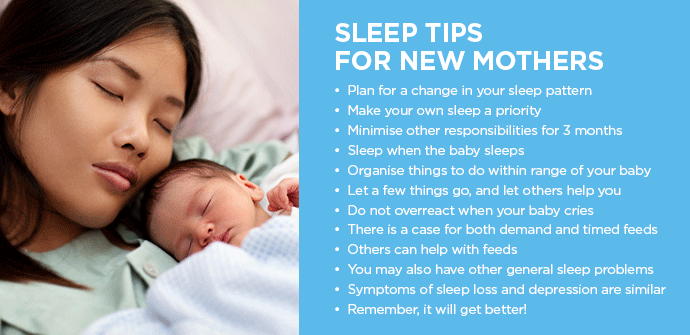 SLEEP TIPS
FOR NEW MOTHERS
• Plan for a change in your sleep pattern
• Make your own sleep a priority
• Minimise other responsibilities for 3 months
• Sleep when the baby sleeps
• Organise things to do within range of your baby
• Let a few things go, and let others help you
• Do not overreact when your baby cries
• There is a case for both demand and timed feeds
• Others can help with feeds
• You may also have other general sleep problems
• Symptoms of sleep loss and depression are similar
• Remember, it will get better!